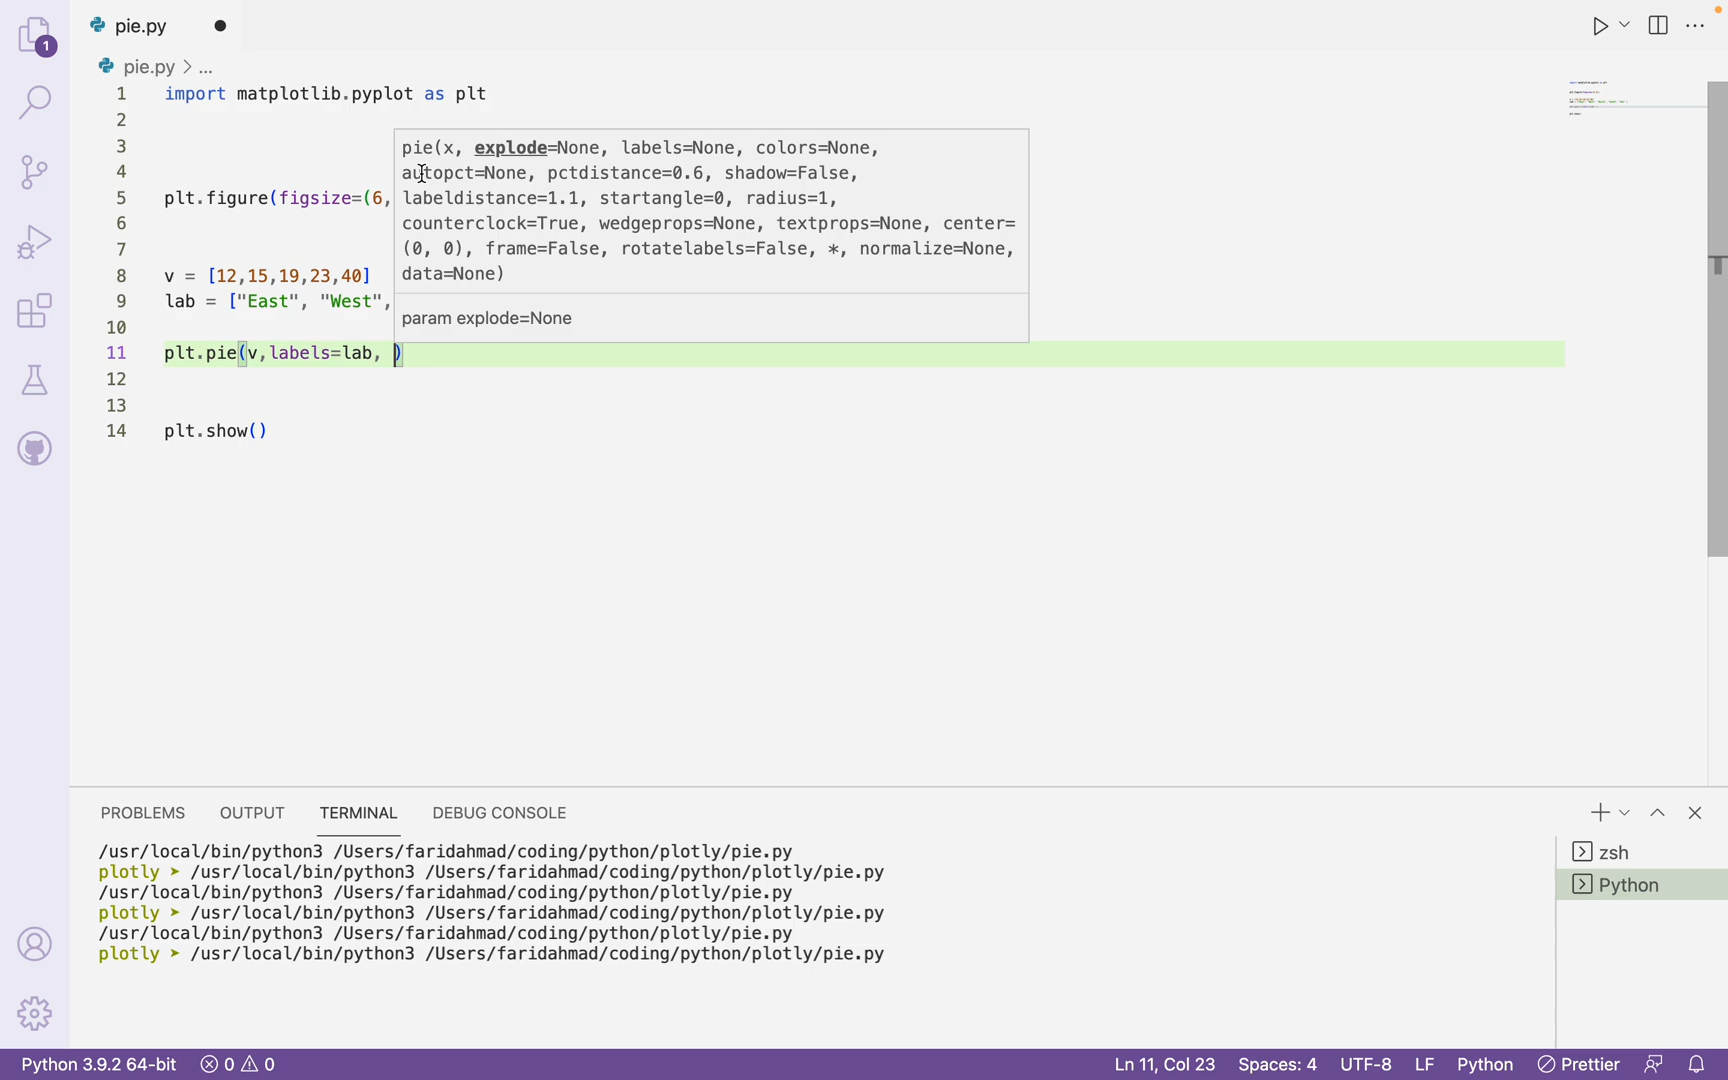 1
pie.py
pie.py > ...
1 import matplotlib.pyplot as plt
2
3
4
5 plt.figure(figsize=(6,
6
7
8 v = [12,15,19,23,40]
9 lab = ["East", "West",
10
11 plt.pie(v,labels=lab, )
12
13
14 plt.show()
pie(x, explode=None, labels=None, colors=None,
autopct=None, pctdistance=0.6, shadow=False,
labeldistance=1.1, startangle=0, radius=1,
counterclock=True, wedgeprops=None, textprops=None, center=
(0, 0), frame=False, rotatelabels=False, *, normalize=None,
data=None)
param explode=None
PROBLEMS OUTPUT TERMINAL DEBUG CONSOLE
/usr/local/bin/python3 /Users/faridahmad/coding/python/plotly/pie.py
plotly ➤ /usr/local/bin/python3 /Users/faridahmad/coding/python/plotly/pie.py
/usr/local/bin/python3 /Users/faridahmad/coding/python/plotly/pie.py
plotly ➤ /usr/local/bin/python3 /Users/faridahmad/coding/python/plotly/pie.py
/usr/local/bin/python3 /Users/faridahmad/coding/python/plotly/pie.py
plotly ➤ /usr/local/bin/python3 /Users/faridahmad/coding/python/plotly/pie.py
zsh
Python
Python 3.9.2 64-bit 0 0 Ln 11, Col 23 Spaces: 4 UTF-8 LF Python Prettier